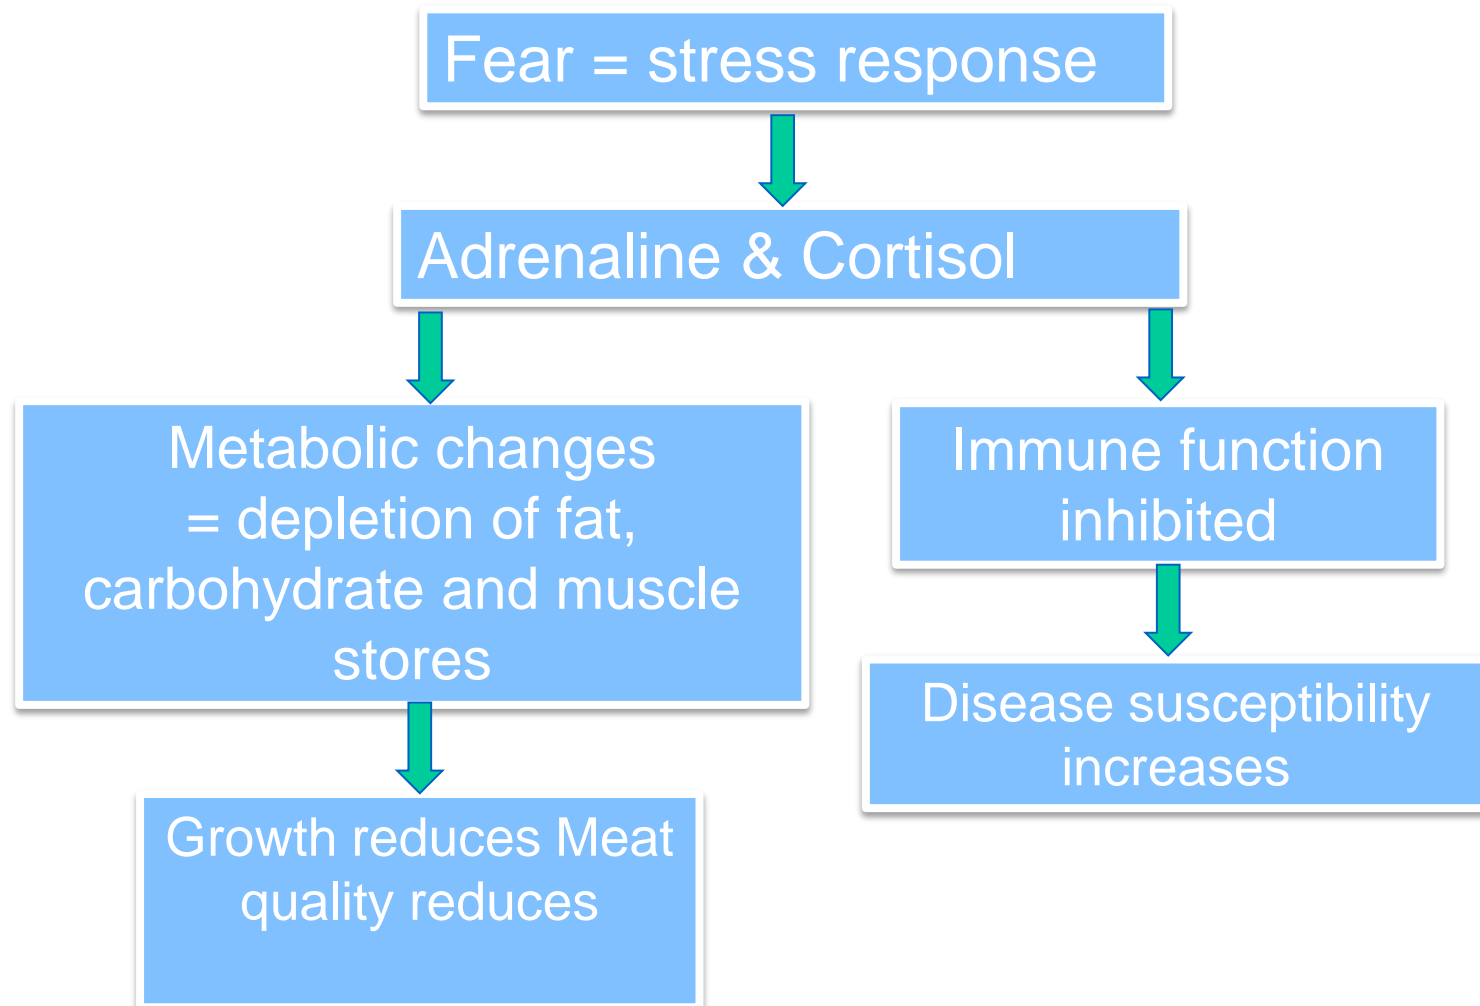 Fear = stress response
Adrenaline & Cortisol
Metabolic changes
= depletion of fat,
carbohydrate and muscle
stores
Growth reduces Meat
quality reduces
Immune function
inhibited
Disease susceptibility
increases